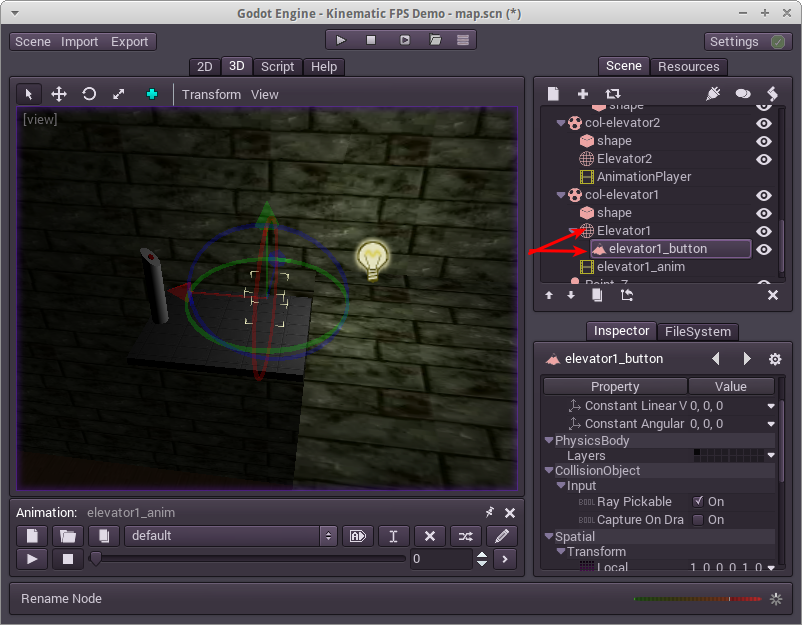 Godot Engine - Kinematic FPS Demo - map.scn (*)
Scene Import Export
Settings
2D 3D Script Help
Scene Resources
Transform View
[view]
shape
col-elevator2
shape
Elevator2
AnimationPlayer
col-elevator1
shape
Elevator1
elevator1_button
elevator1_anim
Point_7
Inspector FileSystem
elevator1_button
Property Value
Constant Linear V 0, 0, 0
Constant Angular 0, 0, 0
PhysicsBody
Layers
CollisionObject
Input
Ray Pickable On
Capture On Dra On
Spatial
Transform
Local 1, 0, 0, 0, 1, 0,
Animation: elevator1_anim
default
0
Rename Node